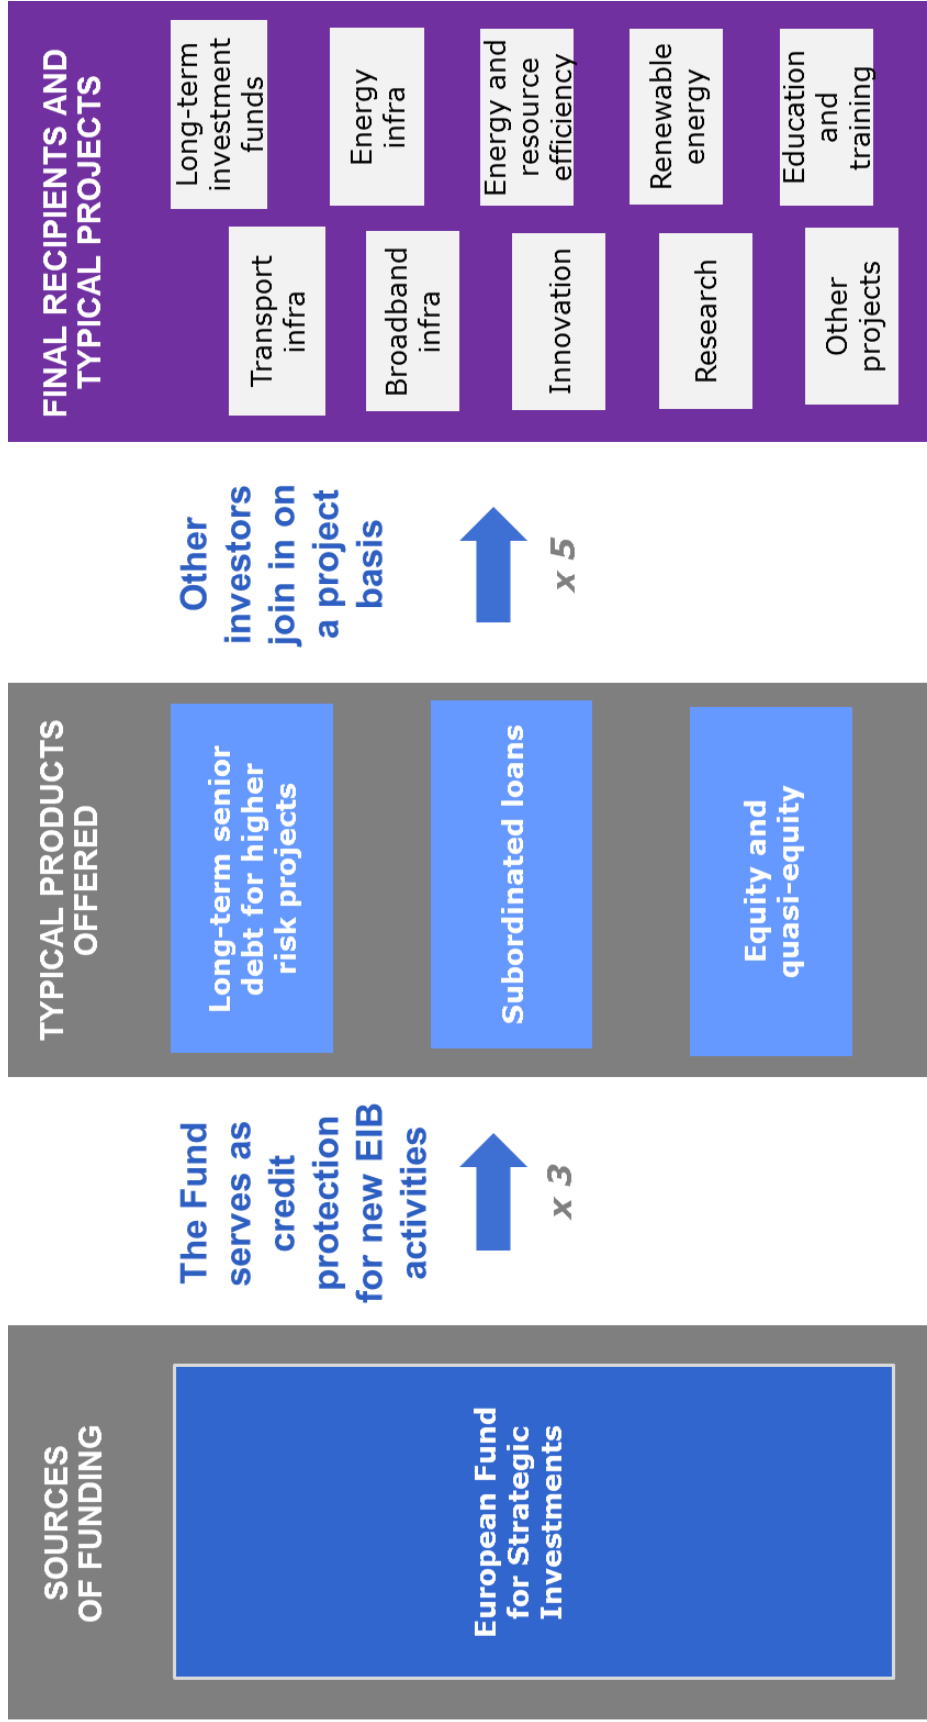 SOURCES
OF FUNDING
European Fund
for Strategic
Investments
The Fund
serves as
credit
protection
for new EIB
activities
x 3
TYPICAL PRODUCTS
OFFERED
Long-term senior
debt for higher
risk projects
Subordinated loans
Equity and
quasi-equity
Other
investors
join in on
a project
basis
x 5
FINAL RECIPIENTS AND
TYPICAL PROJECTS
Transport
infra
Broadband
infra
Innovation
Research
Other
projects
Long-term
investment
funds
Energy
infra
Energy and
resource
efficiency
Renewable
energy
Education
and
training